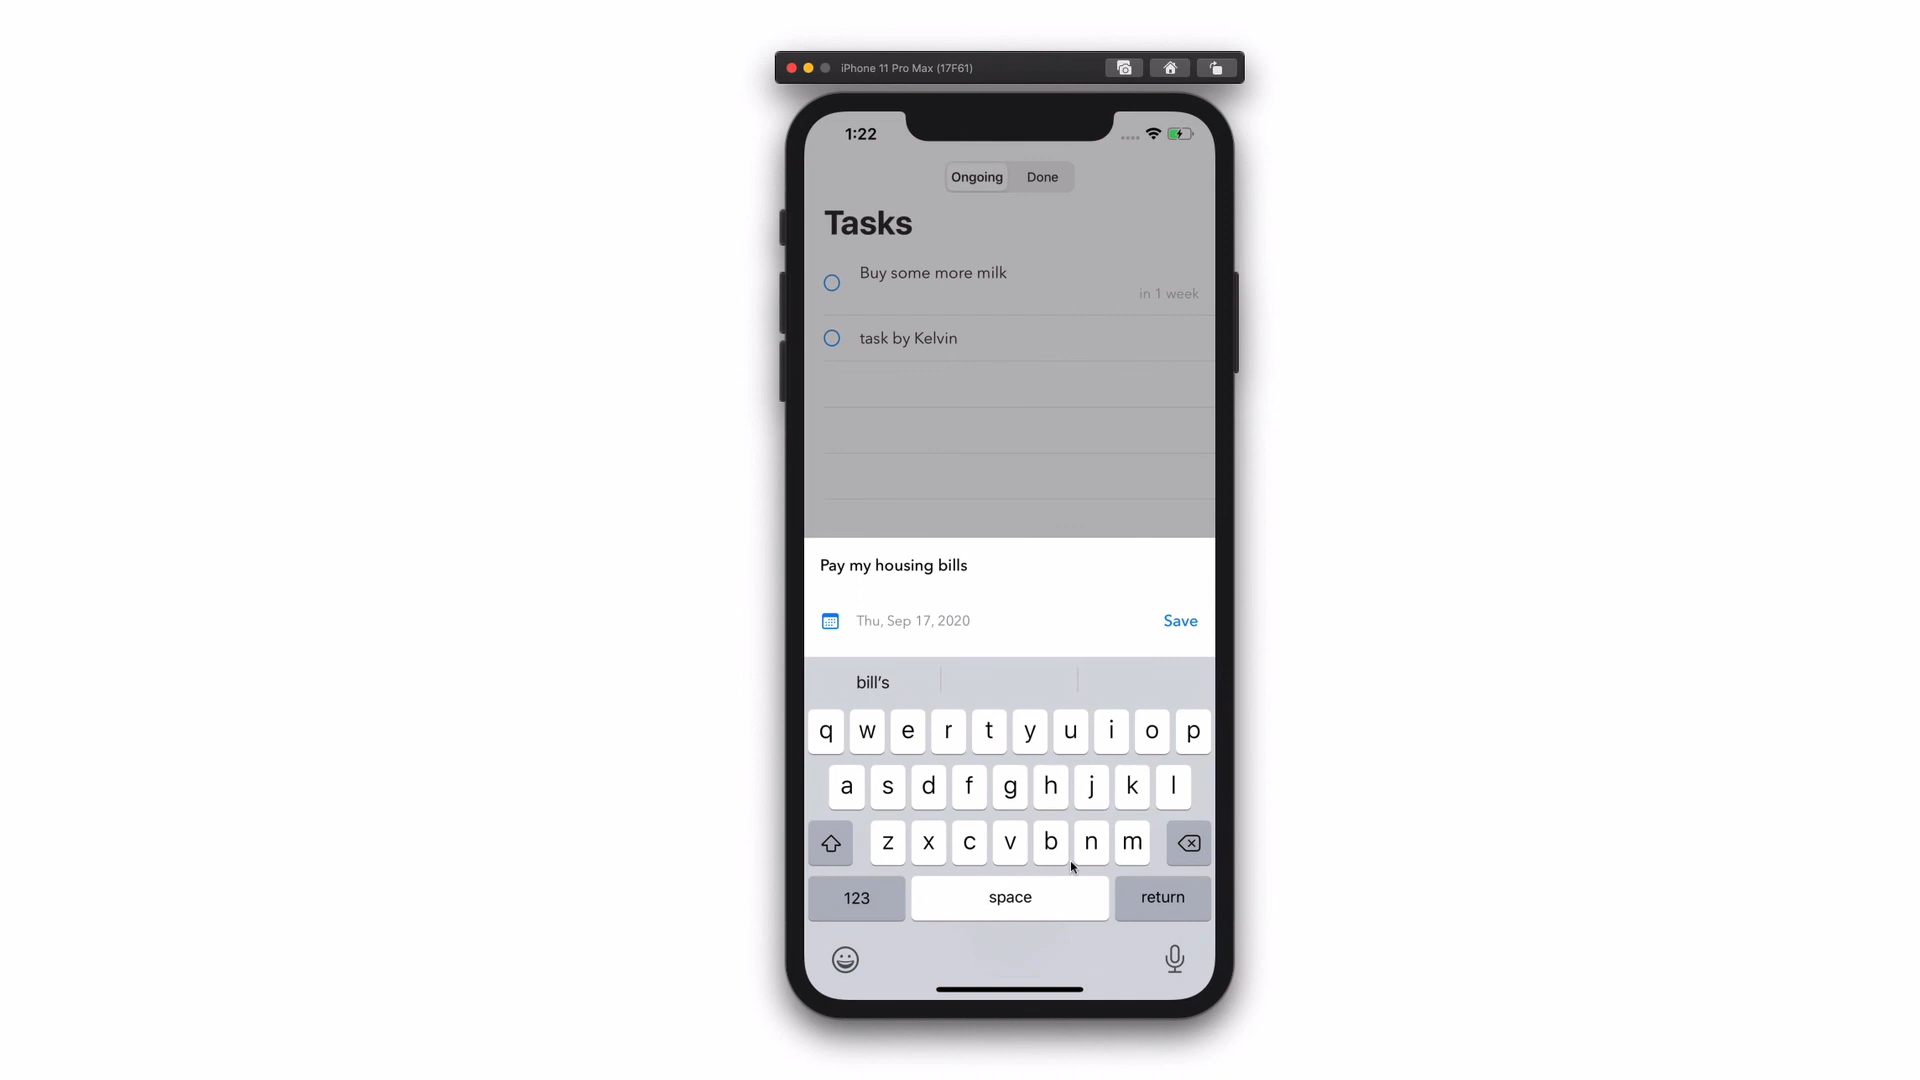 iPhone 11 Pro Max (17F61)
1:22
Ongoing Done
Tasks
Buy some more milk
in 1 week
task by Kelvin
Pay my housing bills
Thu, Sep 17, 2020 Save
bill's
q w e r t y u i o p
a s d f g h j k l
z x c v b n m
123 space return